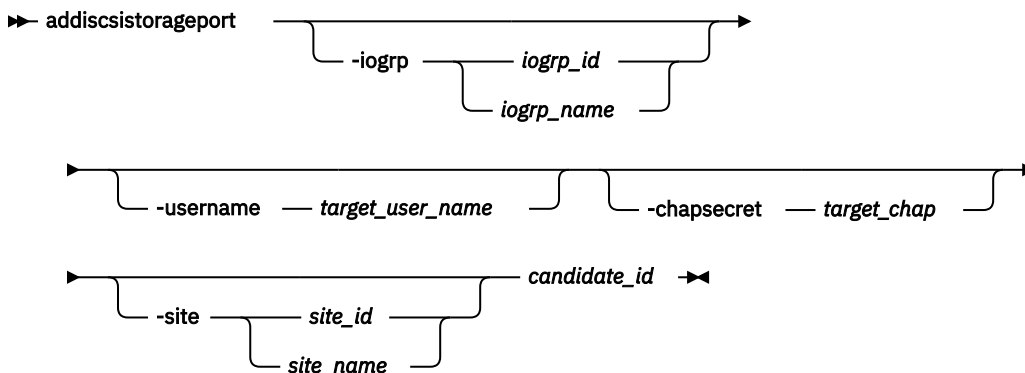 addiscsistorageport
-iogrp iogrp_id
iogrp_name
-username target_user_name -chapsecret target_chap
candidate_id
-site site_id
site_name